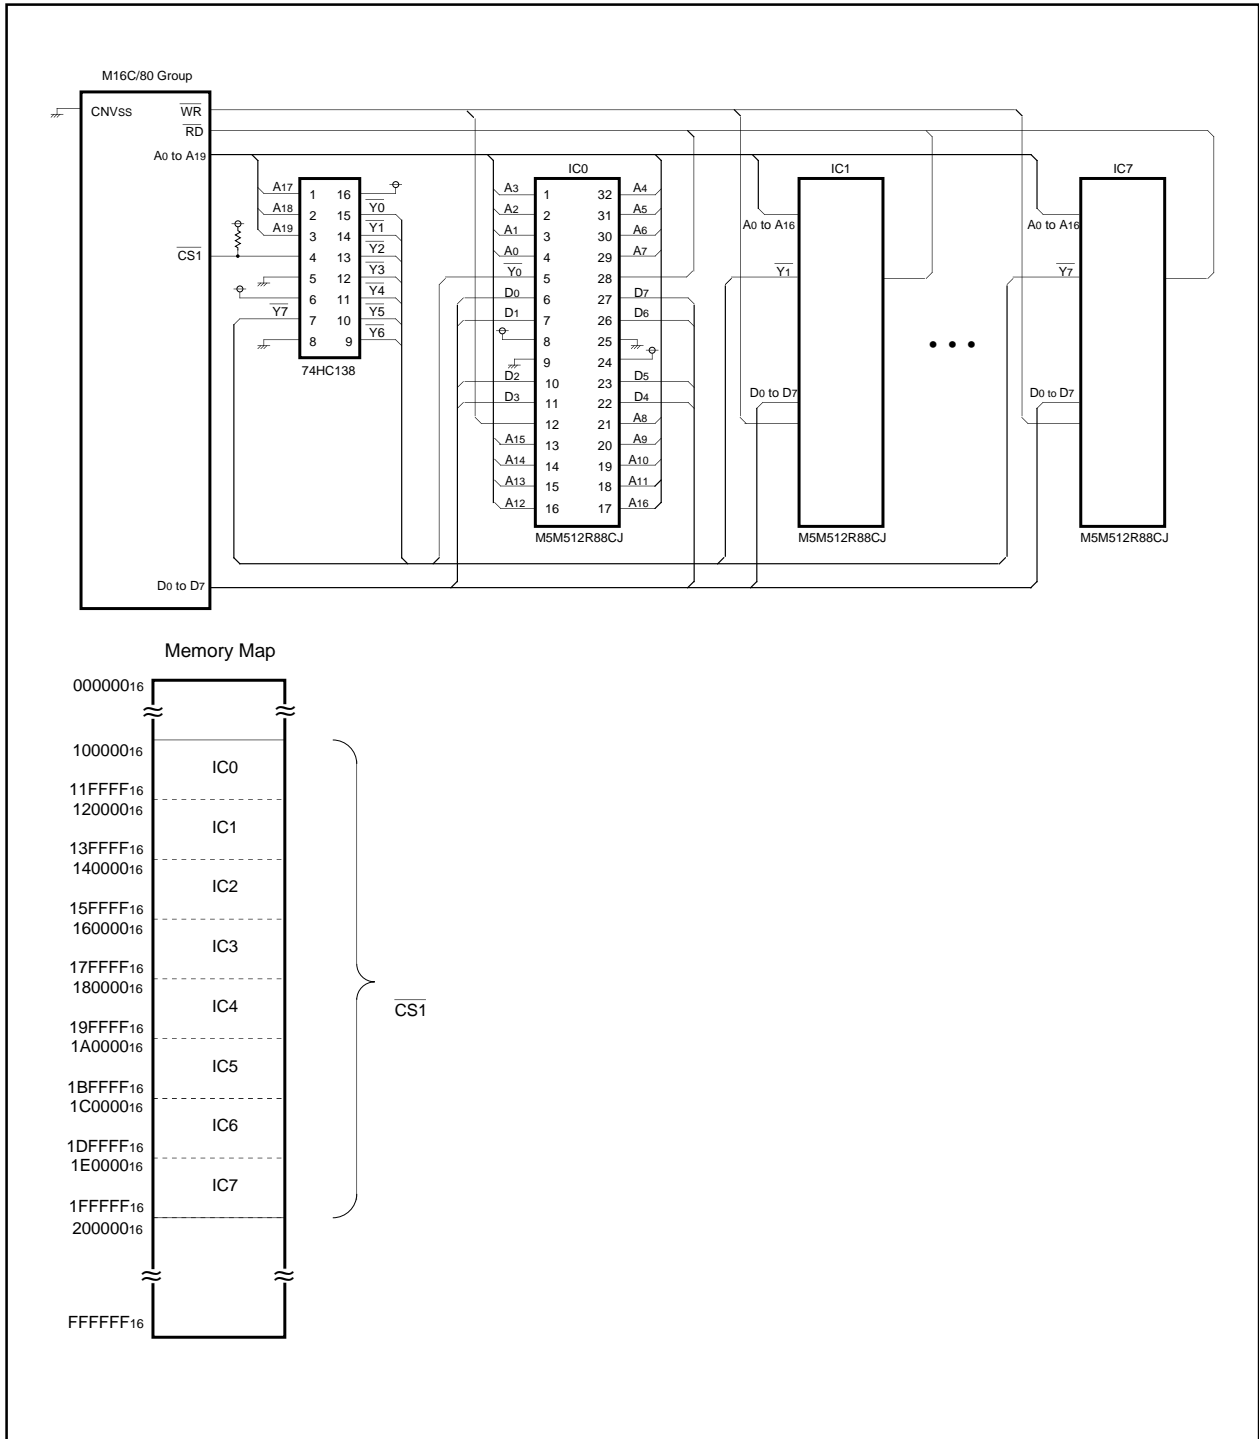 M16C/80 Group
CNVSS
WR
RD
A0 to A19
CS1
D0 to D7
A17
A18
A19
Y7
1
2
3
4
5
6
7
8
16
15
14
13
12
11
10
9
Y0
Y1
Y2
Y3
Y4
Y5
Y6
74HC138
IC0
A3
A2
A1
A0
Y0
D0
D1
D2
D3
A15
A14
A13
A12
1
2
3
4
5
6
7
8
9
10
11
12
13
14
15
16
32
31
30
29
28
27
26
25
24
23
22
21
20
19
18
17
A4
A5
A6
A7
D7
D6
D5
D4
A8
A9
A10
A11
A16
M5M512R88CJ
IC1
A0 to A16
Y1
D0 to D7
M5M512R88CJ
• • •
IC7
A0 to A16
Y7
D0 to D7
M5M512R88CJ
Memory Map
00000016
10000016
IC0
11FFFF16
12000016
IC1
13FFFF16
14000016
IC2
15FFFF16
16000016
IC3
17FFFF16
18000016
IC4
19FFFF16
1A000016
IC5
1BFFFF16
1C000016
IC6
1DFFFF16
1E000016
IC7
1FFFFF16
20000016
FFFFFF16
CS1